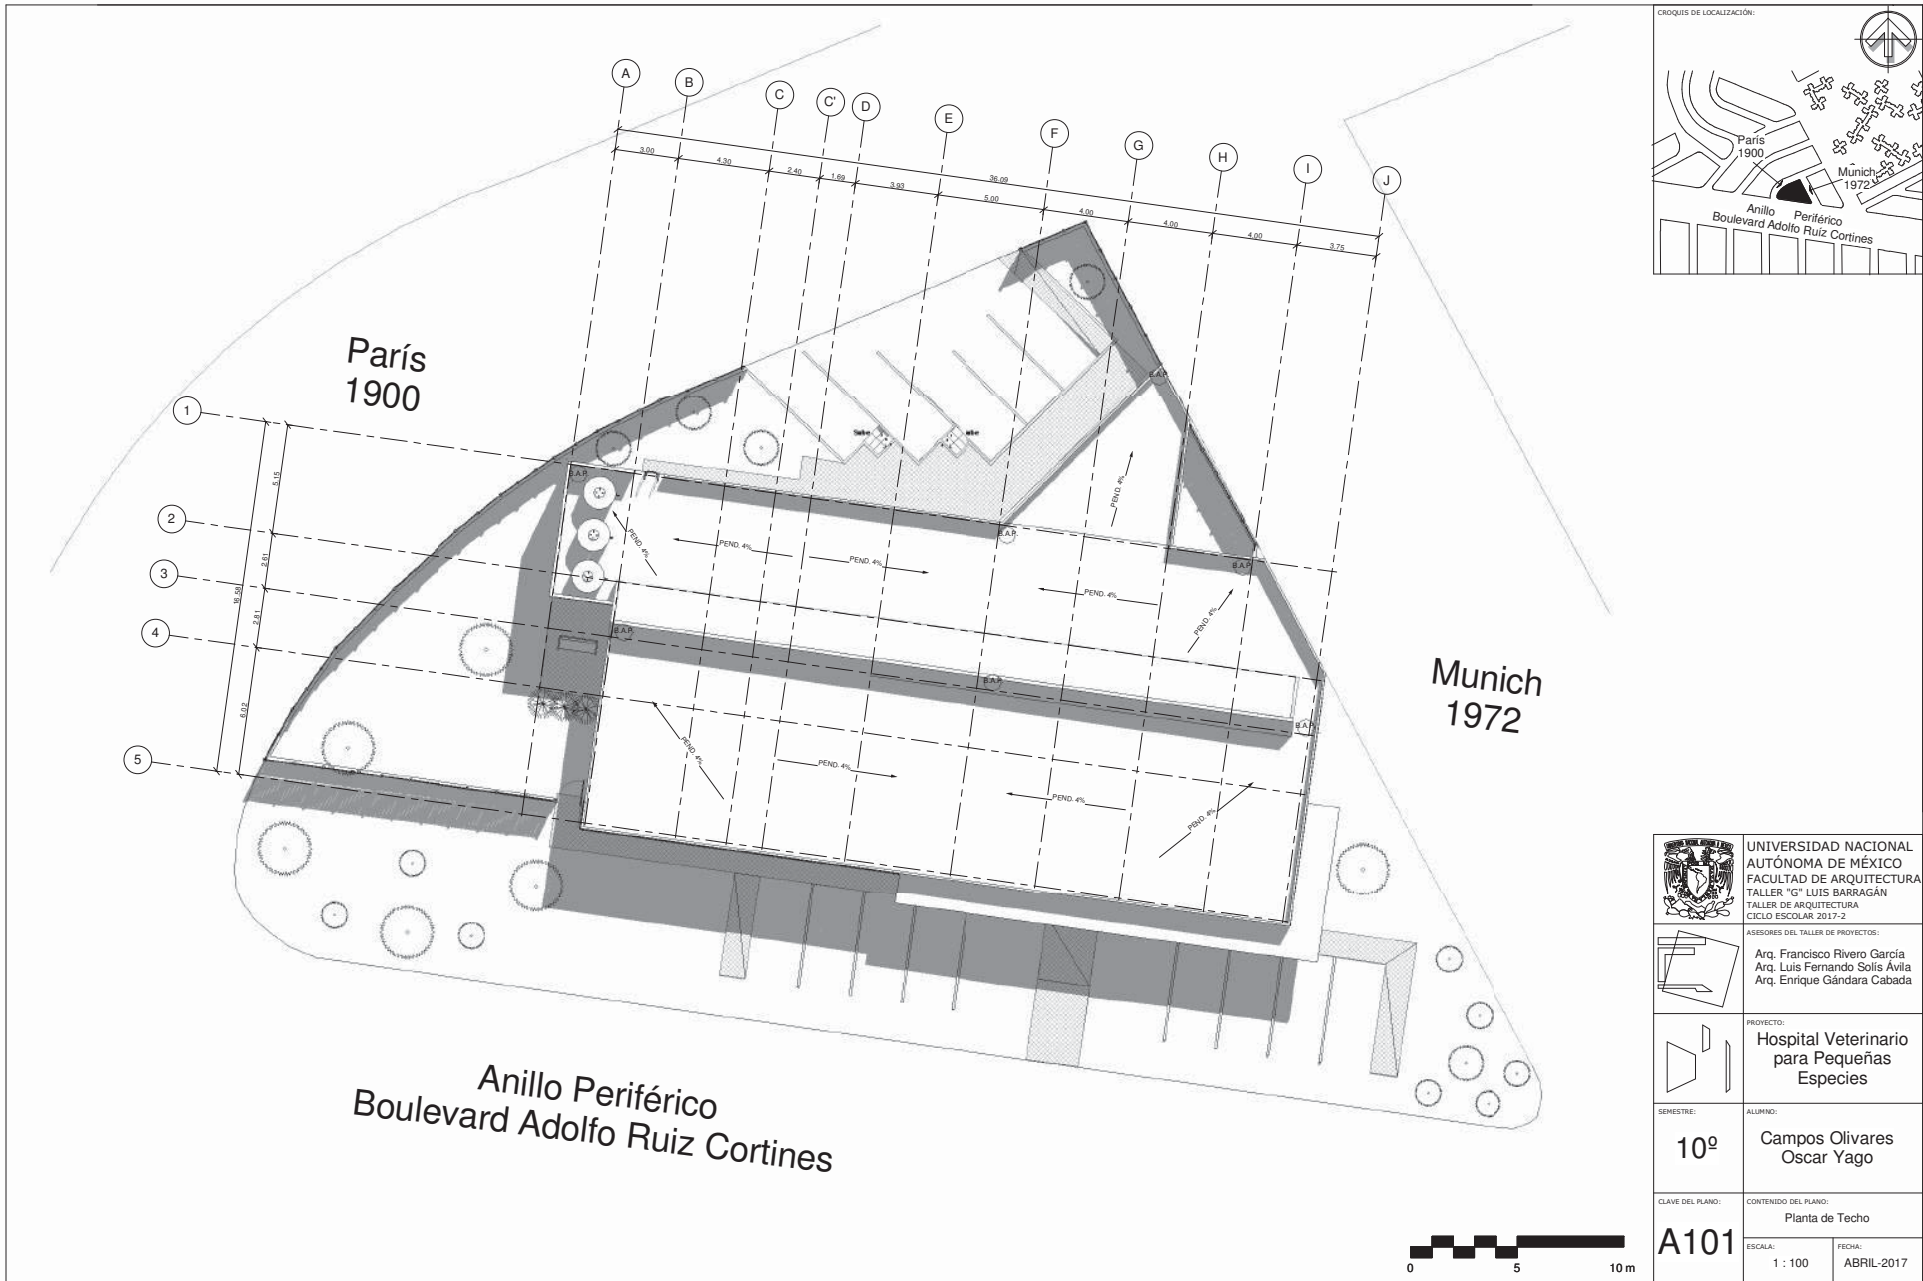 A
B
C
C'
D
E
F
G
H
I
J
36.09
3.00
4.30
2.40
1.69
3.93
5.00
4.00
4.00
4.00
3.75
París
1900
1
2
3
4
5
5.15
2.61
2.81
6.02
16.58
Sube
B.A.P.
B.A.P.
B.A.P.
B.A.P.
B.A.P.
B.A.P.
B.A.P.
PEND. 4%
PEND. 4%
PEND. 4%
PEND. 4%
PEND. 4%
PEND. 4%
PEND. 4%
PEND. 4%
PEND. 4%
PEND. 4%
Munich
1972
Anillo Periférico
Boulevard Adolfo Ruiz Cortines
0 5 10 m
CROQUIS DE LOCALIZACIÓN:
París
1900
Munich
1972
Anillo Periférico
Boulevard Adolfo Ruíz Cortines
UNIVERSIDAD NACIONAL
AUTÓNOMA DE MÉXICO
FACULTAD DE ARQUITECTURA
TALLER "G" LUIS BARRAGÁN
TALLER DE ARQUITECTURA
CICLO ESCOLAR 2017-2
ASESORES DEL TALLER DE PROYECTOS:
Arq. Francisco Rivero García
Arq. Luis Fernando Solís Ávila
Arq. Enrique Gándara Cabada
PROYECTO:
Hospital Veterinario
para Pequeñas
Especies
SEMESTRE:
10º
ALUMNO:
Campos Olivares
Oscar Yago
CLAVE DEL PLANO:
A101
CONTENIDO DEL PLANO:
Planta de Techo
ESCALA:
1 : 100
FECHA:
ABRIL-2017